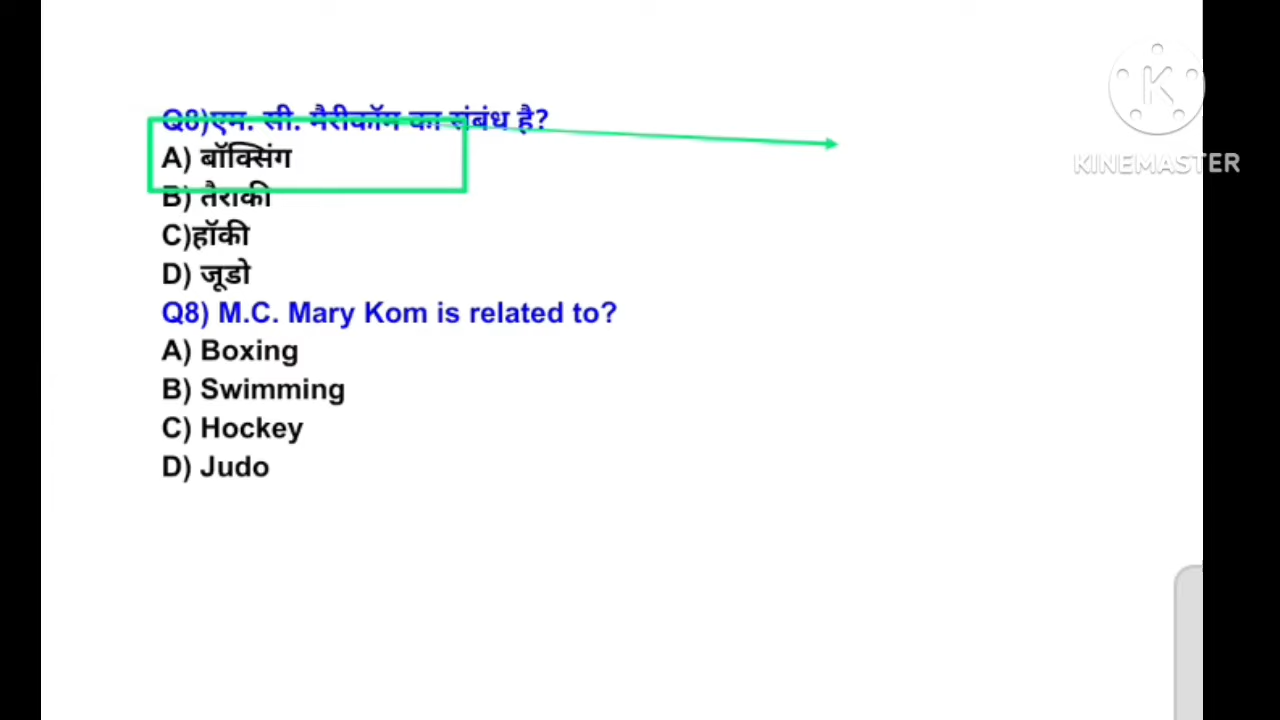 Q8)एम. सी. मैरीकॉम का संबंध है?
A) बॉक्सिंग
B) तैराकी
C)हॉकी
D) जूडो
Q8) M.C. Mary Kom is related to?
A) Boxing
B) Swimming
C) Hockey
D) Judo
K
KINEMASTER